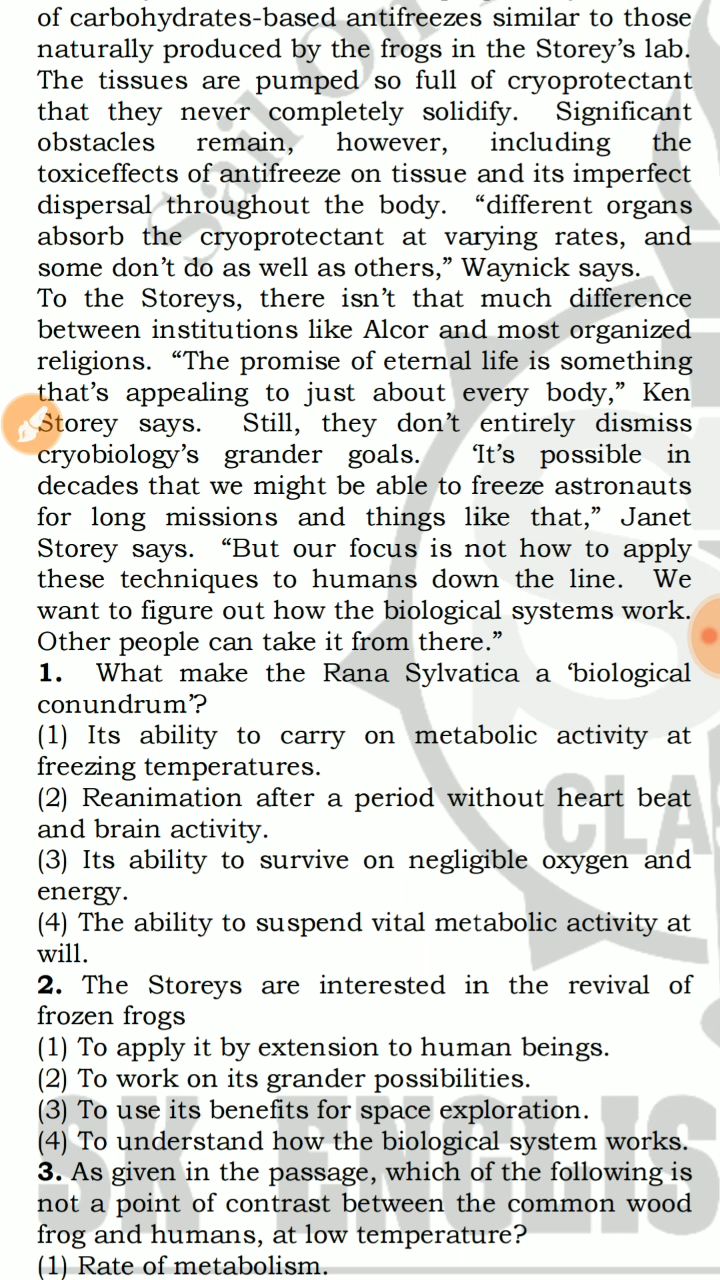 of carbohydrates-based antifreezes similar to those
naturally produced by the frogs in the Storey's lab.
The tissues are pumped so full of cryoprotectant
that they never completely solidify. Significant
obstacles remain, however, including the
toxiceffects of antifreeze on tissue and its imperfect
dispersal throughout the body. “different organs
absorb the cryoprotectant at varying rates, and
some don't do as well as others,” Waynick says.
To the Storeys, there isn't that much difference
between institutions like Alcor and most organized
religions. “The promise of eternal life is something
that's appealing to just about every body,” Ken
Storey says. Still, they don't entirely dismiss
cryobiology's grander goals. ‘It's possible in
decades that we might be able to freeze astronauts
for long missions and things like that,” Janet
Storey says. “But our focus is not how to apply
these techniques to humans down the line. We
want to figure out how the biological systems work.
Other people can take it from there.”
1. What make the Rana Sylvatica a ‘biological
conundrum’?
(1) Its ability to carry on metabolic activity at
freezing temperatures.
(2) Reanimation after a period without heart beat
and brain activity.
(3) Its ability to survive on negligible oxygen and
energy.
(4) The ability to suspend vital metabolic activity at
will.
2. The Storeys are interested in the revival of
frozen frogs
(1) To apply it by extension to human beings.
(2) To work on its grander possibilities.
(3) To use its benefits for space exploration.
(4) To understand how the biological system works.
3. As given in the passage, which of the following is
not a point of contrast between the common wood
frog and humans, at low temperature?
(1) Rate of metabolism.
Sail On
CLA
SK ENGLIS